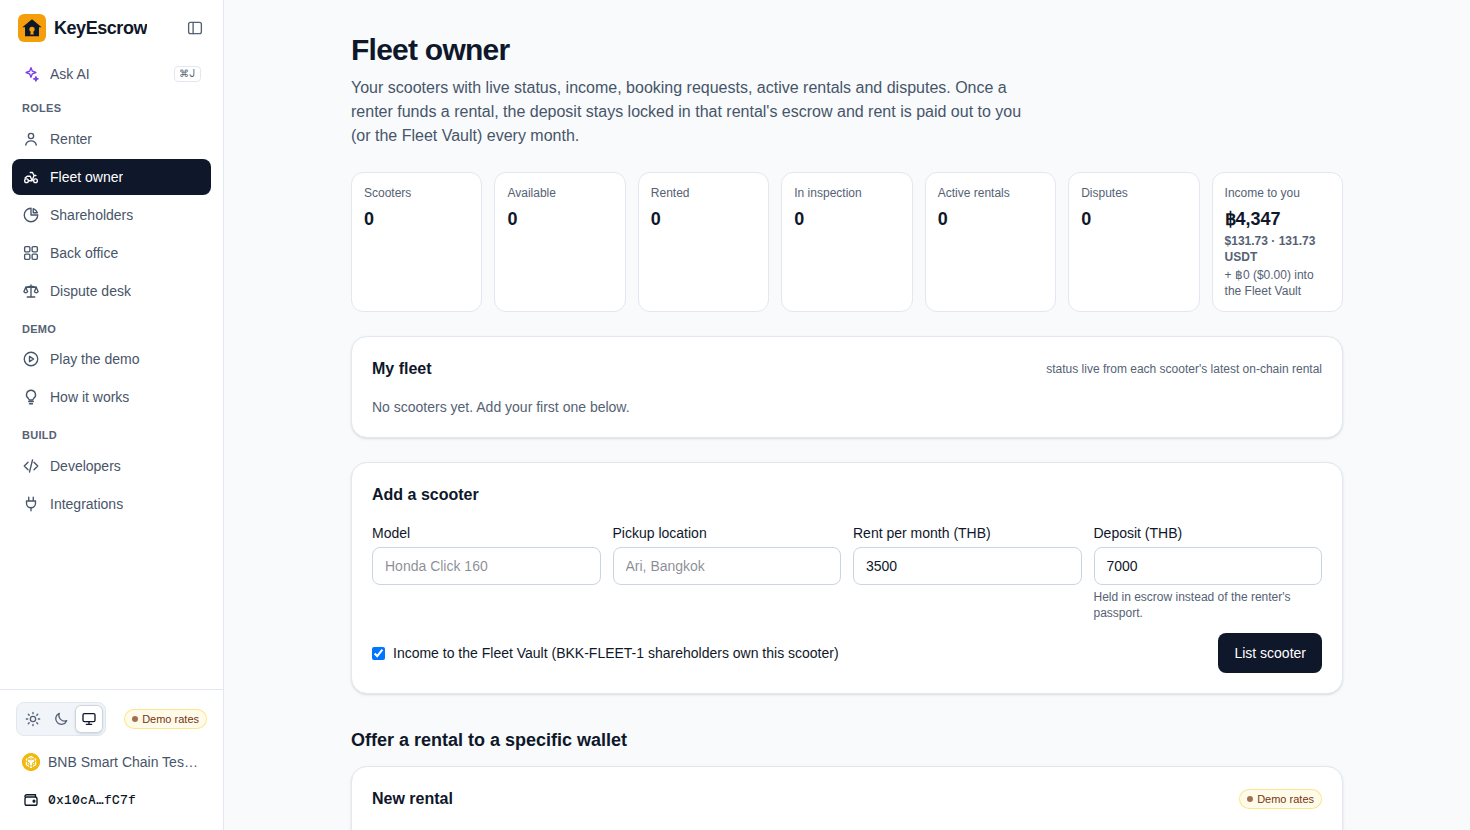 KeyEscrow
Ask AI
⌘J
ROLES
Renter
Fleet owner
Shareholders
Back office
Dispute desk
DEMO
Play the demo
How it works
BUILD
Developers
Integrations
Demo rates
BNB Smart Chain Tes…
0x10cA…fC7f
Fleet owner
Your scooters with live status, income, booking requests, active rentals and disputes. Once a
renter funds a rental, the deposit stays locked in that rental's escrow and rent is paid out to you
(or the Fleet Vault) every month.
Scooters
0
Available
0
Rented
0
In inspection
0
Active rentals
0
Disputes
0
Income to you
฿4,347
$131.73 · 131.73
USDT
+ ฿0 ($0.00) into
the Fleet Vault
My fleet
status live from each scooter's latest on-chain rental
No scooters yet. Add your first one below.
Add a scooter
Model
Honda Click 160
Pickup location
Ari, Bangkok
Rent per month (THB)
3500
Deposit (THB)
7000
Held in escrow instead of the renter's
passport.
Income to the Fleet Vault (BKK-FLEET-1 shareholders own this scooter)
List scooter
Offer a rental to a specific wallet
New rental
Demo rates